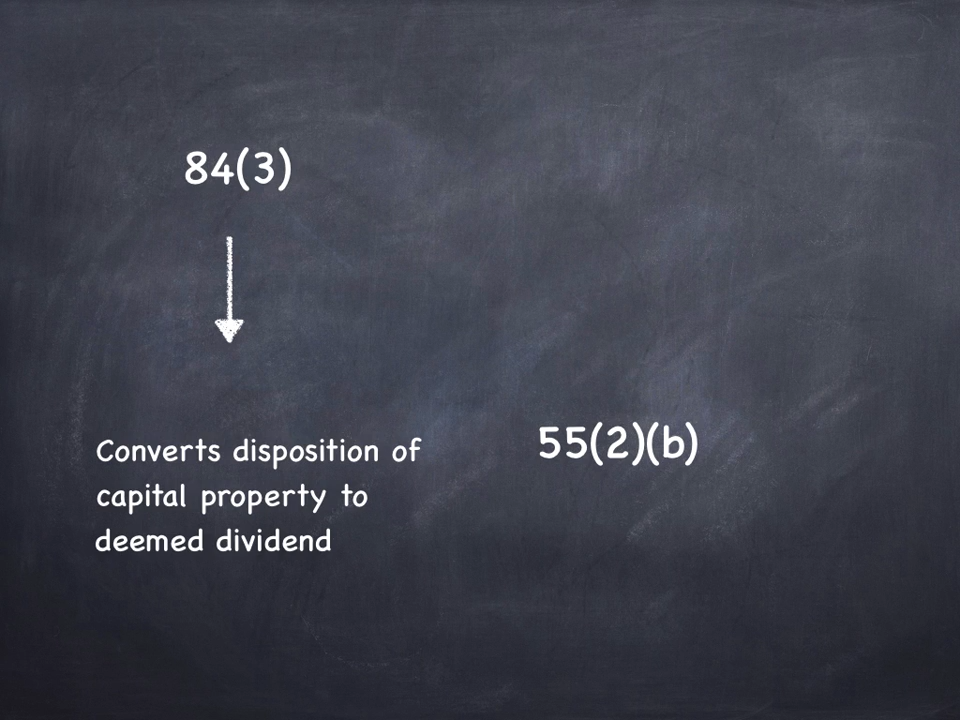 84(3)
Converts disposition of
capital property to
deemed dividend
55(2)(b)